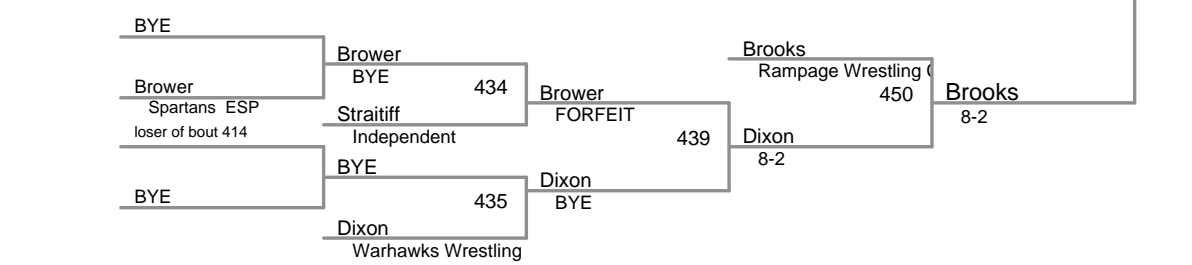 BYE
Brower
Spartans ESP
loser of bout 414
BYE
Brower
BYE
434
Straitiff
Independent
BYE
435
Dixon
Warhawks Wrestling
Brower
FORFEIT
439
Dixon
BYE
Brooks
Rampage Wrestling
450
Dixon
8-2
Brooks
8-2